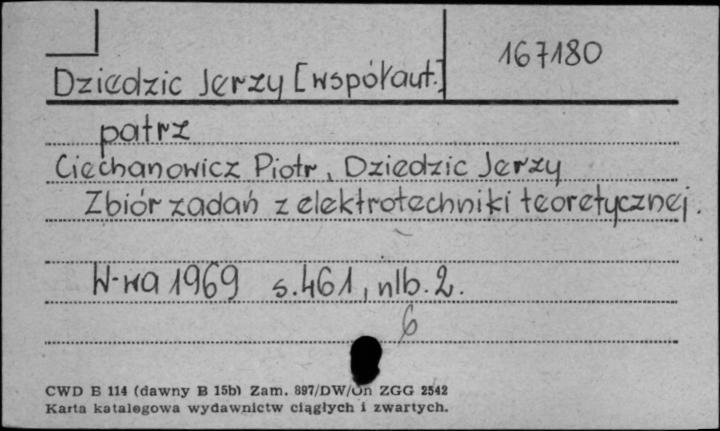 167180
Dziedzic Jerzy [współaut.]
patrz
Ciechanowicz Piotr, Dziedzic Jerzy
Zbiór zadań z elektrotechniki teoretycznej.
W-wa 1969 s.461, nlb.2.
6
CWD B 114 (dawny B 15b) Zam. 897/DW/On ZGG 2542
Karta katalogowa wydawnictw ciągłych i zwartych.